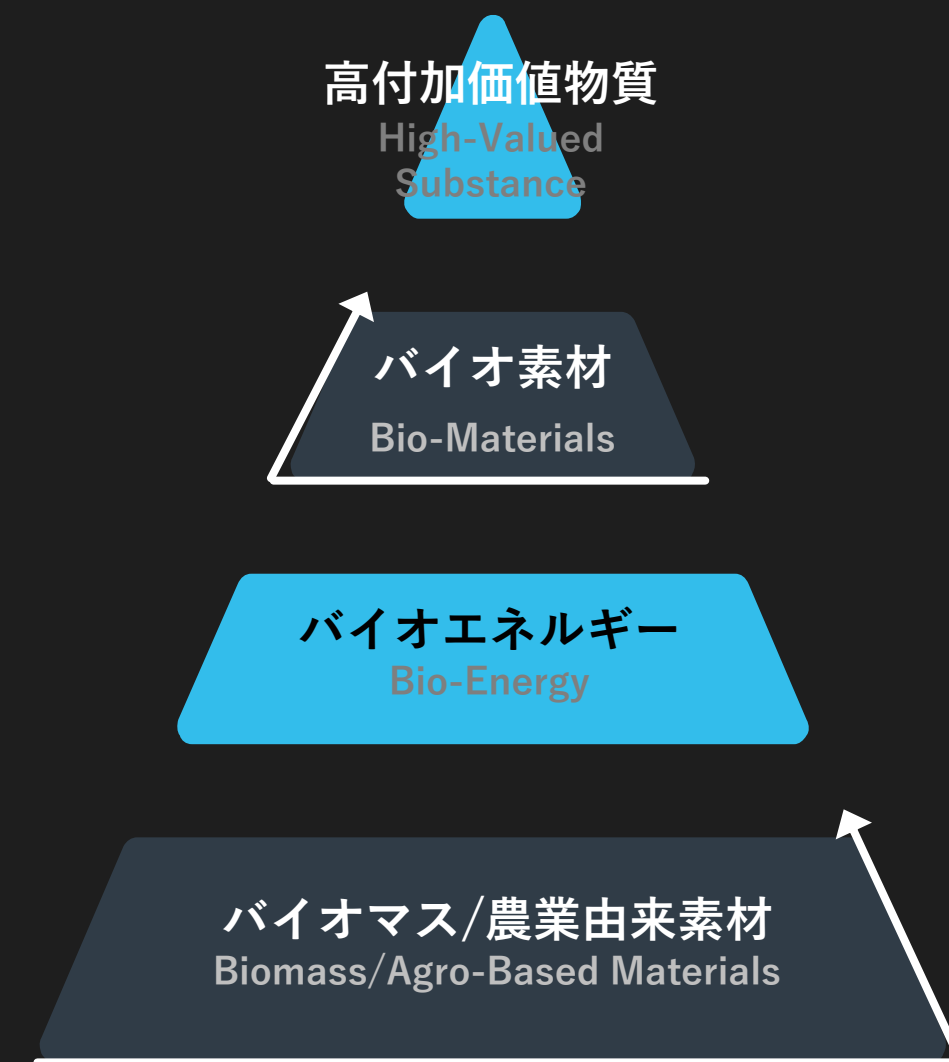 高付加価値物質
High-Valued
Substance
バイオ素材
Bio-Materials
バイオエネルギー
Bio-Energy
バイオマス/農業由来素材
Biomass/Agro-Based Materials